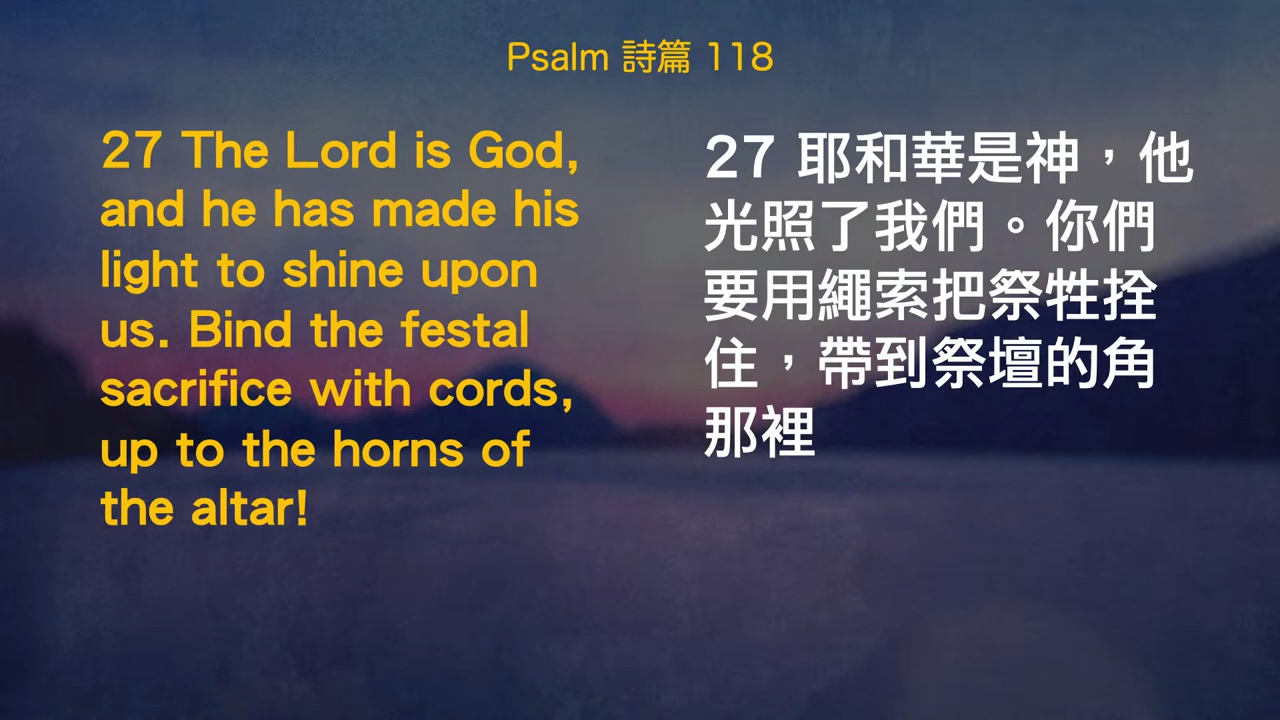 Psalm 詩篇 118
27 The Lord is God,
and he has made his
light to shine upon
us. Bind the festal
sacrifice with cords,
up to the horns of
the altar!
27 耶和華是神，他
光照了我們。你們
要用繩索把祭牲拴
住，帶到祭壇的角
那裡